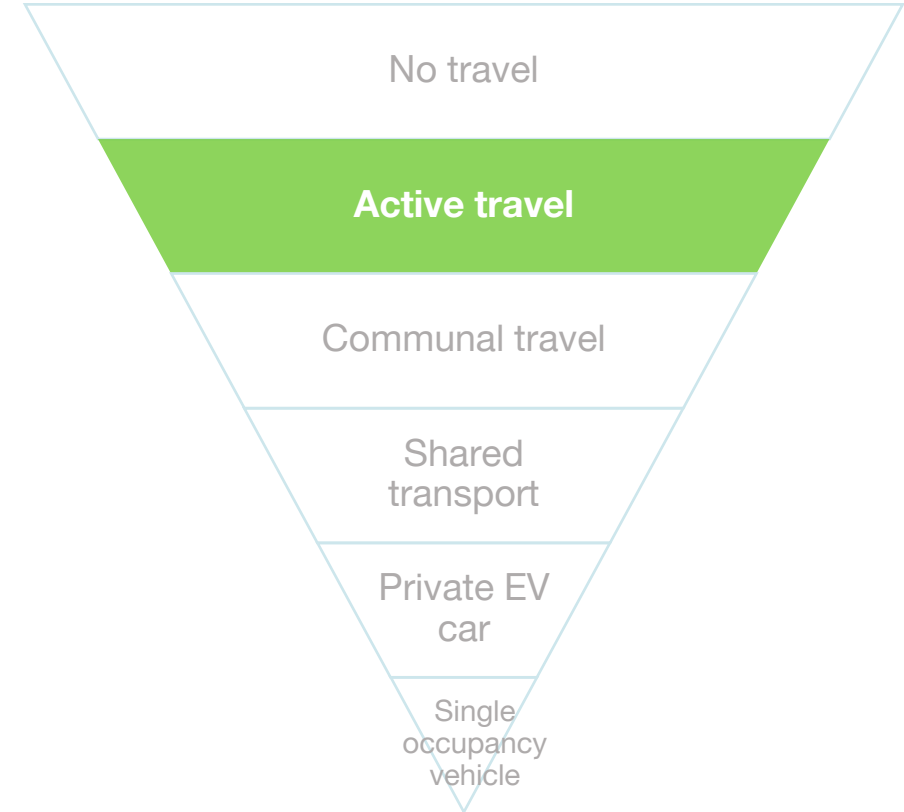 No travel
Active travel
Communal travel
Shared
transport
Private EV
car
Single
occupancy
vehicle